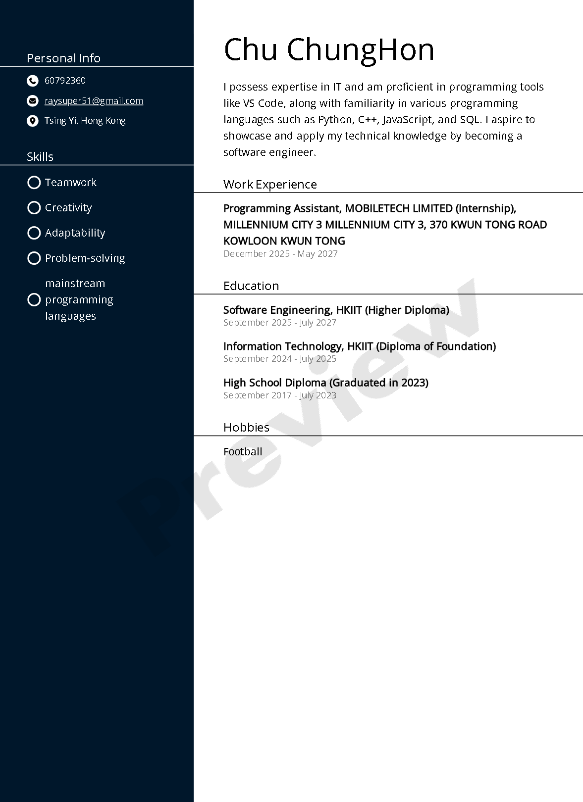 Personal Info
60792360
raysuper51@gmail.com
Tsing Yi, Hong Kong
Skills
Teamwork
Creativity
Adaptability
Problem-solving
mainstream
programming
languages
Chu ChungHon
I possess expertise in IT and am proficient in programming tools
like VS Code, along with familiarity in various programming
languages such as Python, C++, JavaScript, and SQL. I aspire to
showcase and apply my technical knowledge by becoming a
software engineer.
Work Experience
Programming Assistant, MOBILETECH LIMITED (Internship),
MILLENNIUM CITY 3 MILLENNIUM CITY 3, 370 KWUN TONG ROAD
KOWLOON KWUN TONG
December 2025 - May 2027
Education
Software Engineering, HKIIT (Higher Diploma)
September 2025 - July 2027
Information Technology, HKIIT (Diploma of Foundation)
September 2024 - July 2025
High School Diploma (Graduated in 2023)
September 2017 - July 2023
Hobbies
Football
Preview